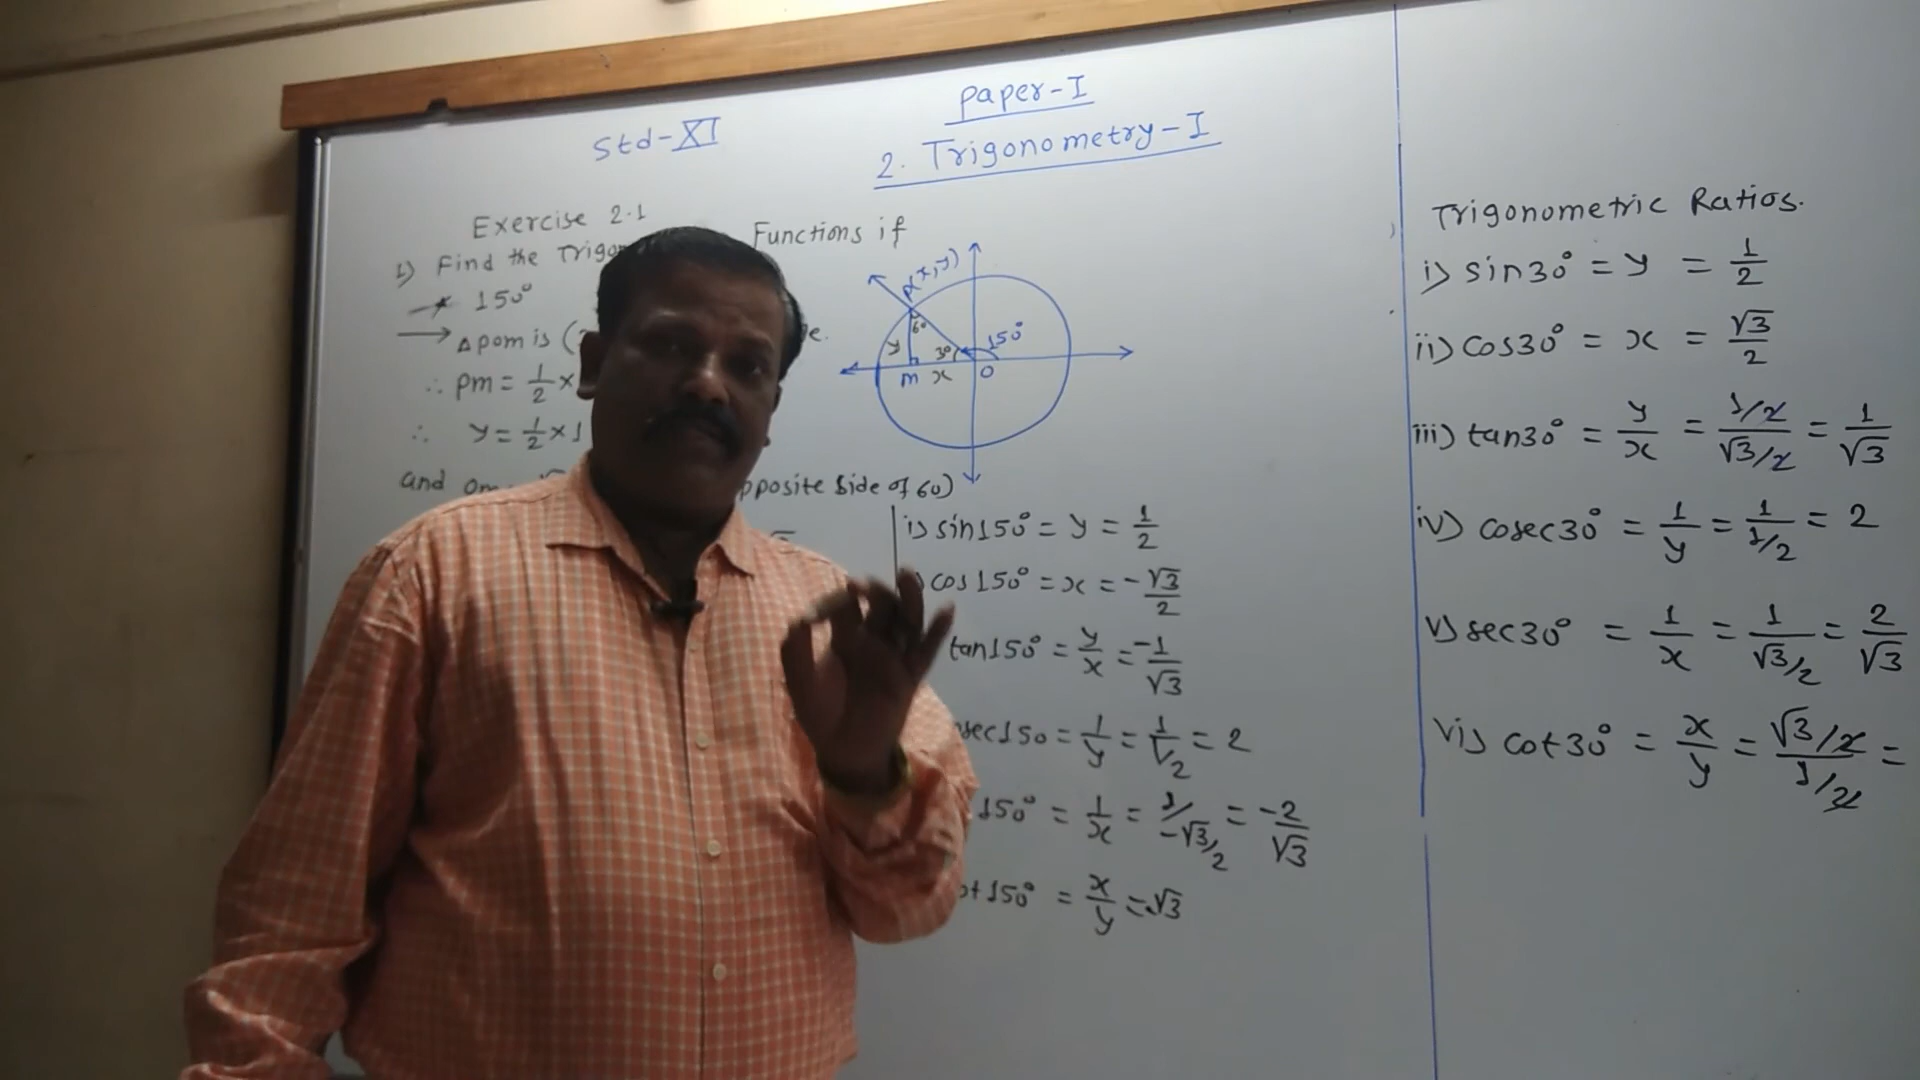 Paper-I
Std-XI
2. Trigonometry-I
Exercise 2.1
1) Find the Functions if
150°
△pom is (
∴ pm = 1/2 ×
∴ y = 1/2 × 1
and om pposite side of 60)
P(x,y)
60
y
30
150°
m x O
i) sin150° = y = 1/2
) cos150° = x = -√3/2
tan150° = y/x = -1/√3
sec150 = 1/y = 1/1/2 = 2
150° = 1/x = 1/-√3/2 = -2/√3
ot150° = x/y = -√3
Trigonometric Ratios.
i) sin30° = y = 1/2
ii) cos30° = x = √3/2
iii) tan30° = y/x = 1/2/√3/2 = 1/√3
iv) cosec30° = 1/y = 1/1/2 = 2
v) sec30° = 1/x = 1/√3/2 = 2/√3
vi) cot30° = x/y = √3/2/1/2 =